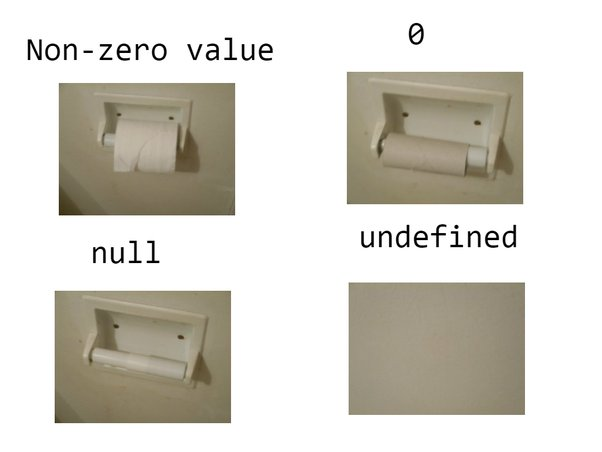 Non-zero value
0
null
undefined